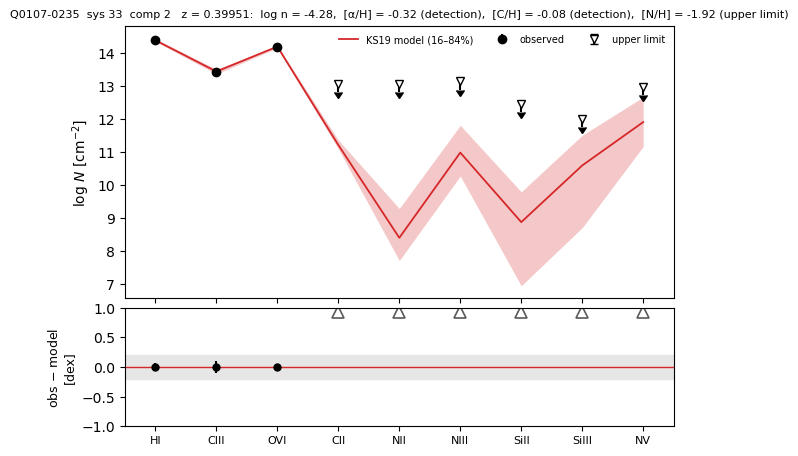 Q0107-0235  sys 33  comp 2   z = 0.39951:  log n = -4.28,  [α/H] = -0.32 (detection),  [C/H] = -0.08 (detection),  [N/H] = -1.92 (upper limit)
KS19 model (16–84%)
observed
upper limit
log N [cm⁻²]
14
13
12
11
10
9
8
7
obs − model
[dex]
1.0
0.5
0.0
−0.5
−1.0
HI CIII OVI CII NII NIII SiII SiIII NV